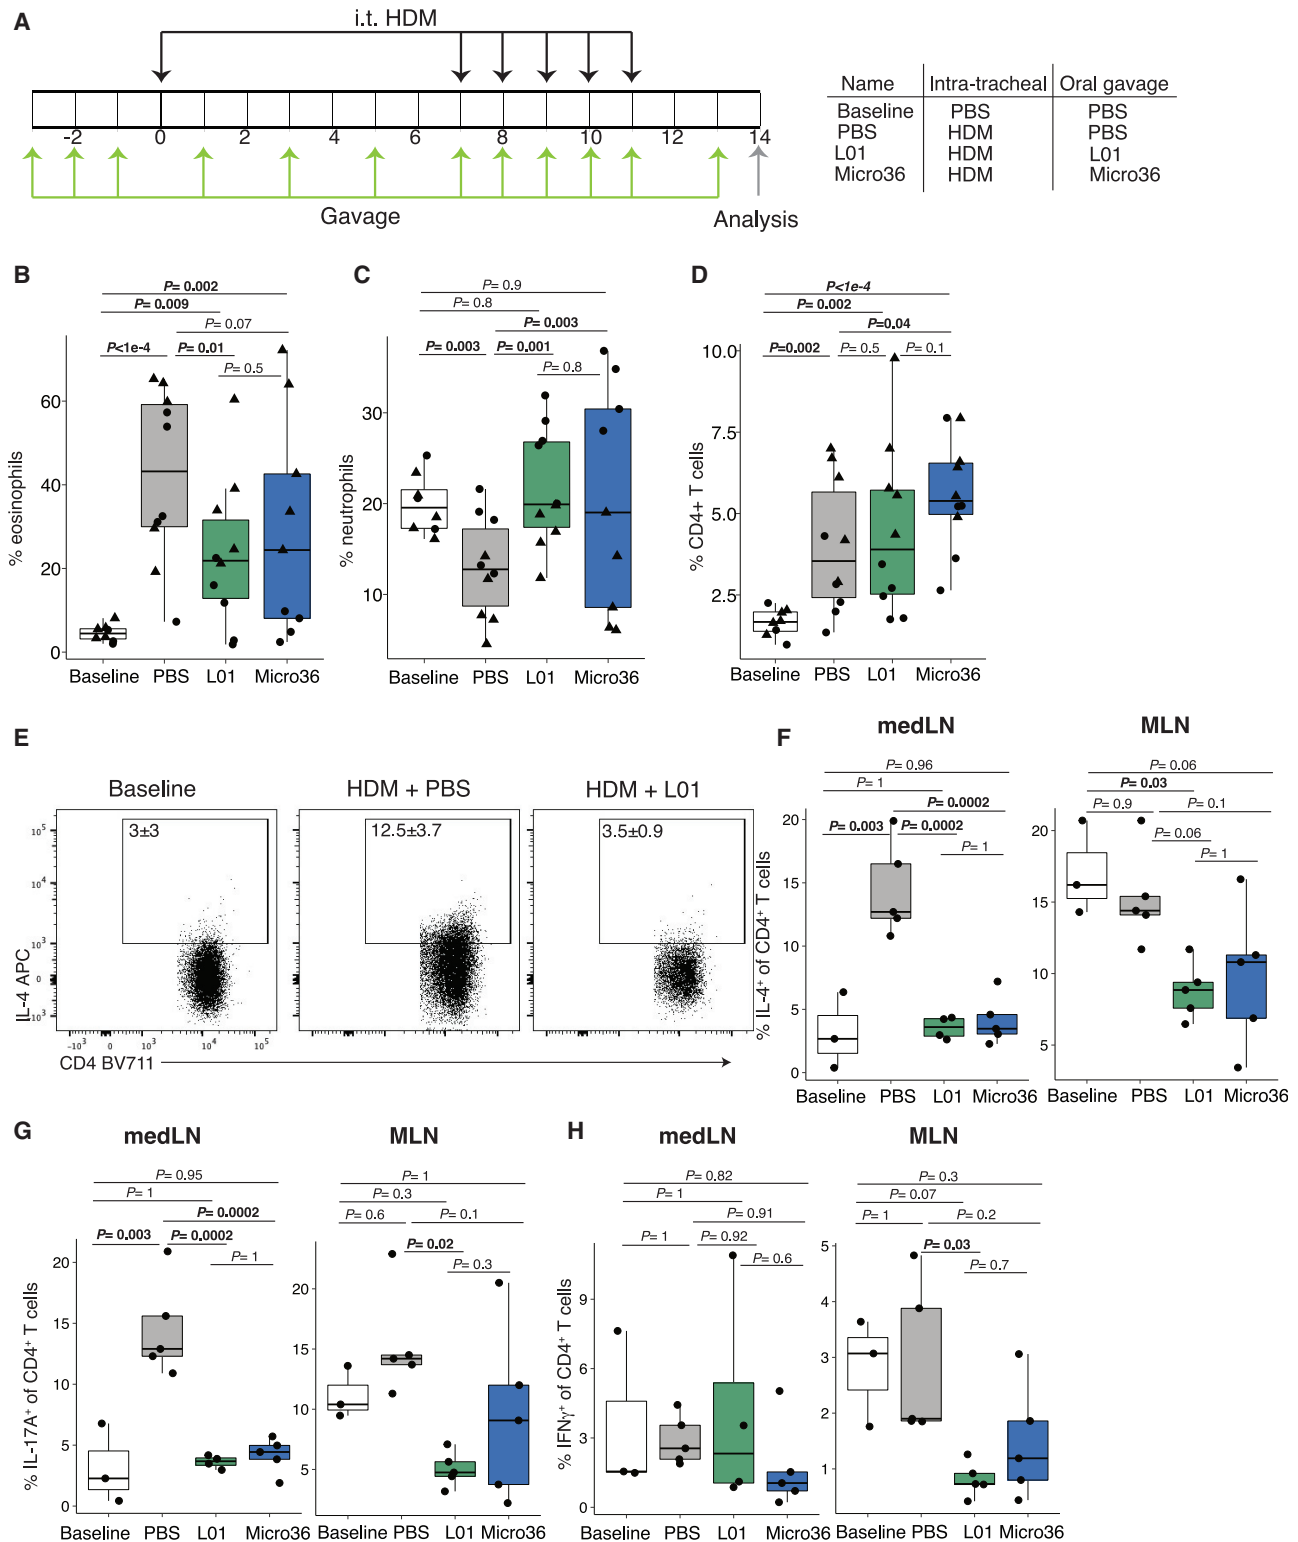 A
i.t. HDM
-2 0 2 4 6 8 10 12 14
Gavage
Analysis
Name Intra-tracheal Oral gavage
Baseline PBS PBS
PBS HDM PBS
L01 HDM L01
Micro36 HDM Micro36
B
P= 0.002
P= 0.009
P= 0.07
P<1e-4 P= 0.01
P= 0.5
% eosinophils
60
40
20
0
Baseline PBS L01 Micro36
C
P= 0.9
P= 0.8
P= 0.003
P= 0.003 P= 0.001
P= 0.8
% neutrophils
30
20
10
Baseline PBS L01 Micro36
D
P<1e-4
P= 0.002
P=0.04
P=0.002 P= 0.5 P= 0.1
% CD4+ T cells
10.0
7.5
5.0
2.5
Baseline PBS L01 Micro36
E
Baseline HDM + PBS HDM + L01
3±3 12.5±3.7 3.5±0.9
IL-4 APC
10⁵
10⁴
10³
0
-10³
-10³ 0 10³ 10⁴ 10⁵
CD4 BV711
F
medLN
P= 0.96
P= 1
P= 0.0002
P= 0.003 P= 0.0002
P= 1
% IL-4⁺ of CD4⁺ T cells
20
15
10
5
0
Baseline PBS L01 Micro36
MLN
P= 0.06
P= 0.03
P= 0.9 P= 0.1
P= 0.06
P= 1
20
15
10
5
Baseline PBS L01 Micro36
G
medLN
P= 0.95
P= 1
P= 0.0002
P= 0.003 P= 0.0002
P= 1
% IL-17A⁺ of CD4⁺ T cells
20
15
10
5
0
Baseline PBS L01 Micro36
MLN
P= 1
P= 0.3
P= 0.6 P= 0.1
P= 0.02
P= 0.3
20
15
10
5
Baseline PBS L01 Micro36
H
medLN
P= 0.82
P= 1
P= 0.91
P= 1 P= 0.92
P= 0.6
% IFNγ⁺ of CD4⁺ T cells
9
6
3
0
Baseline PBS L01 Micro36
MLN
P= 0.3
P= 0.07
P= 1 P= 0.2
P= 0.03
P= 0.7
5
4
3
2
1
Baseline PBS L01 Micro36